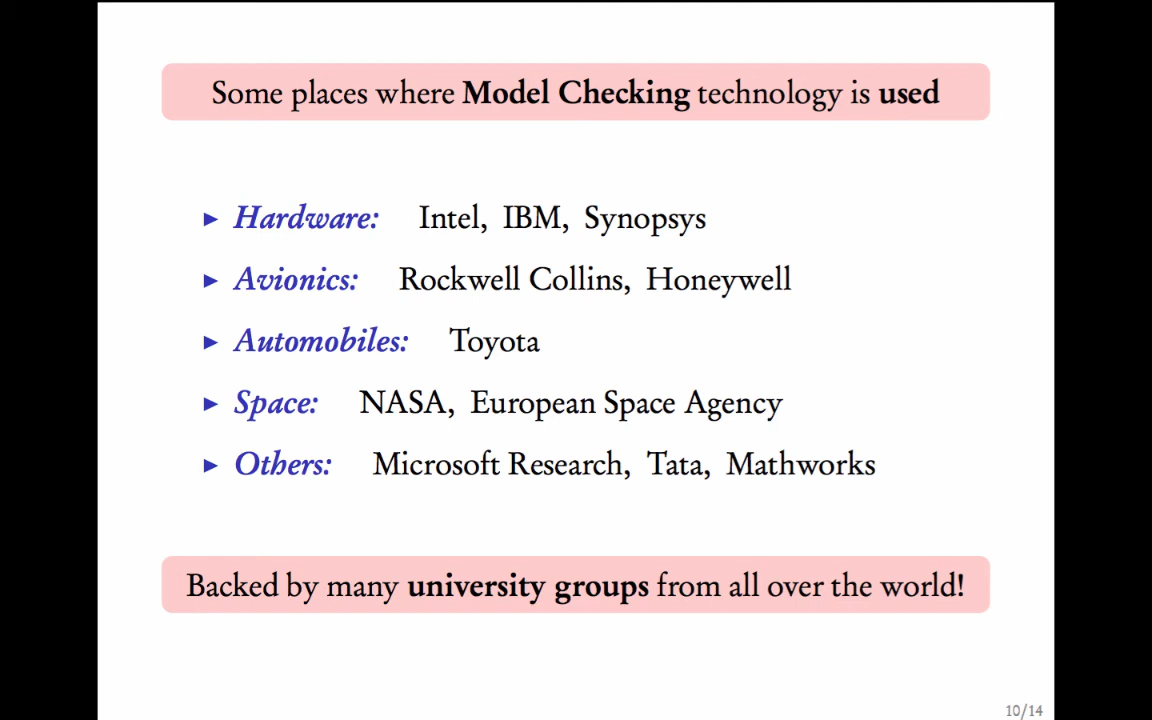 Some places where Model Checking technology is used
▶ Hardware: Intel, IBM, Synopsys
▶ Avionics: Rockwell Collins, Honeywell
▶ Automobiles: Toyota
▶ Space: NASA, European Space Agency
▶ Others: Microsoft Research, Tata, Mathworks
Backed by many university groups from all over the world!
10/14